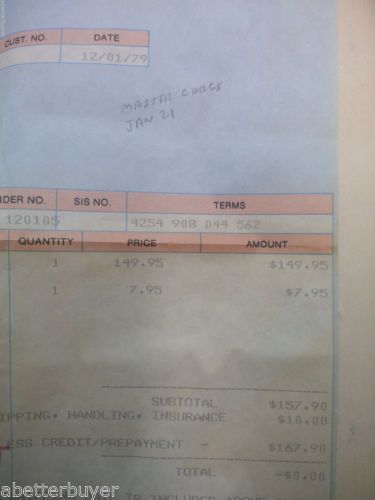 CUST. NO. DATE
12/01/79
MASTER CHRGE
JAN 21
DER NO. SIS NO. TERMS
120105 4254 908 044 562
QUANTITY PRICE AMOUNT
1 149.95 $149.95
1 7.95 $7.95
SUBTOTAL $157.90
IPPING, HANDLING, INSURANCE $10.00
ESS CREDIT/PREPAYMENT - $167.90
TOTAL -$0.00
abetterbuyer